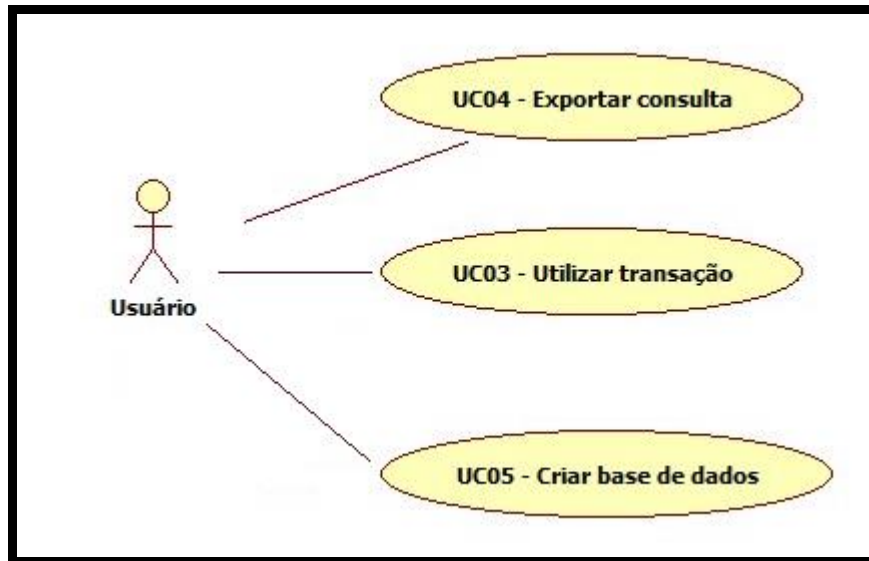 UC04 - Exportar consulta
UC03 - Utilizar transação
Usuário
UC05 - Criar base de dados